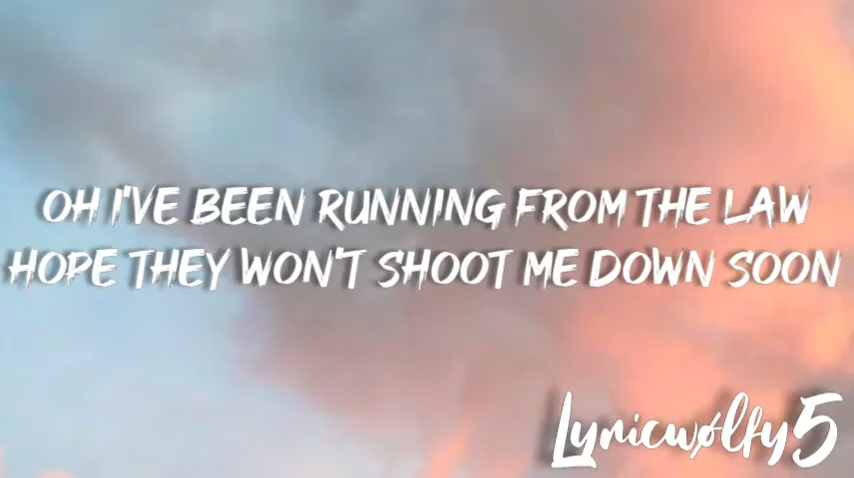 OH I'VE BEEN RUNNING FROM THE LAW
HOPE THEY WON'T SHOOT ME DOWN SOON
Lyricwølfy5